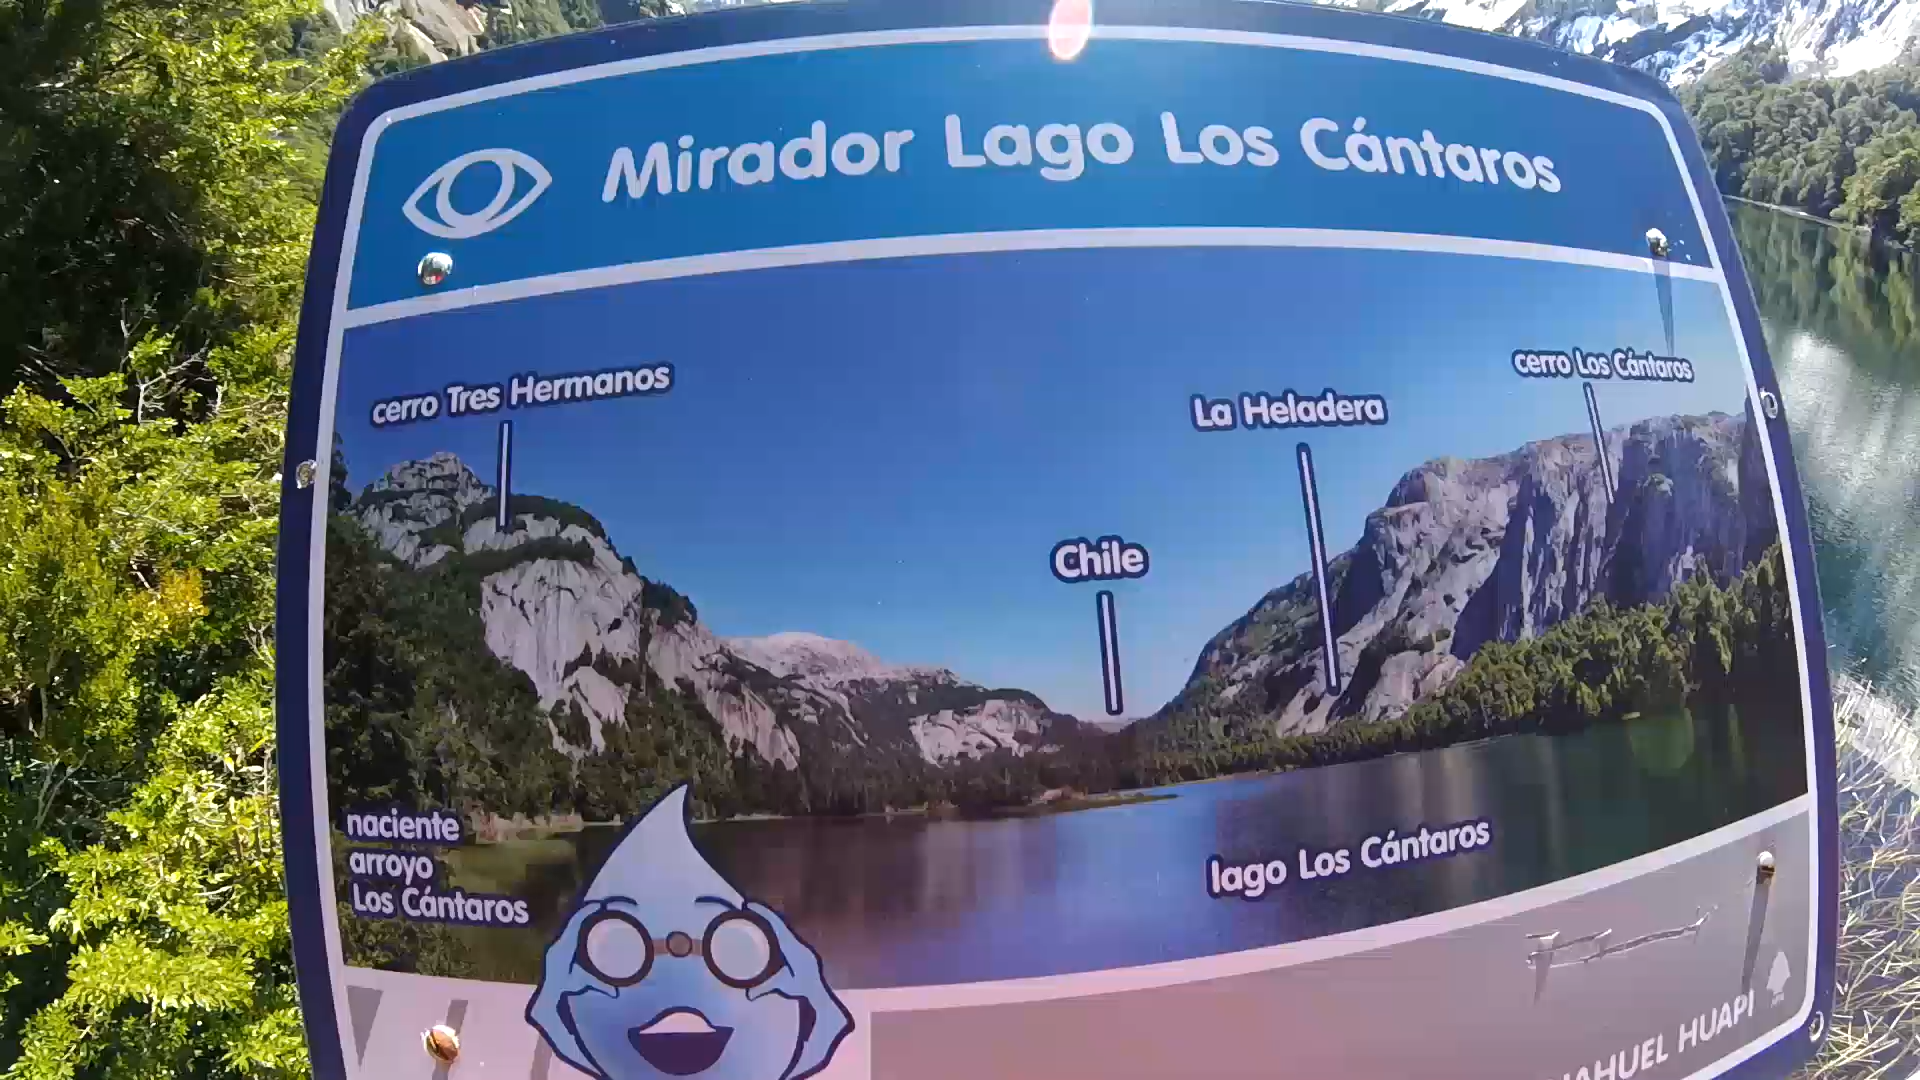 Mirador Lago Los Cántaros
cerro Tres Hermanos
La Heladera
cerro Los Cántaros
Chile
naciente
arroyo
Los Cántaros
lago Los Cántaros
HUAPI